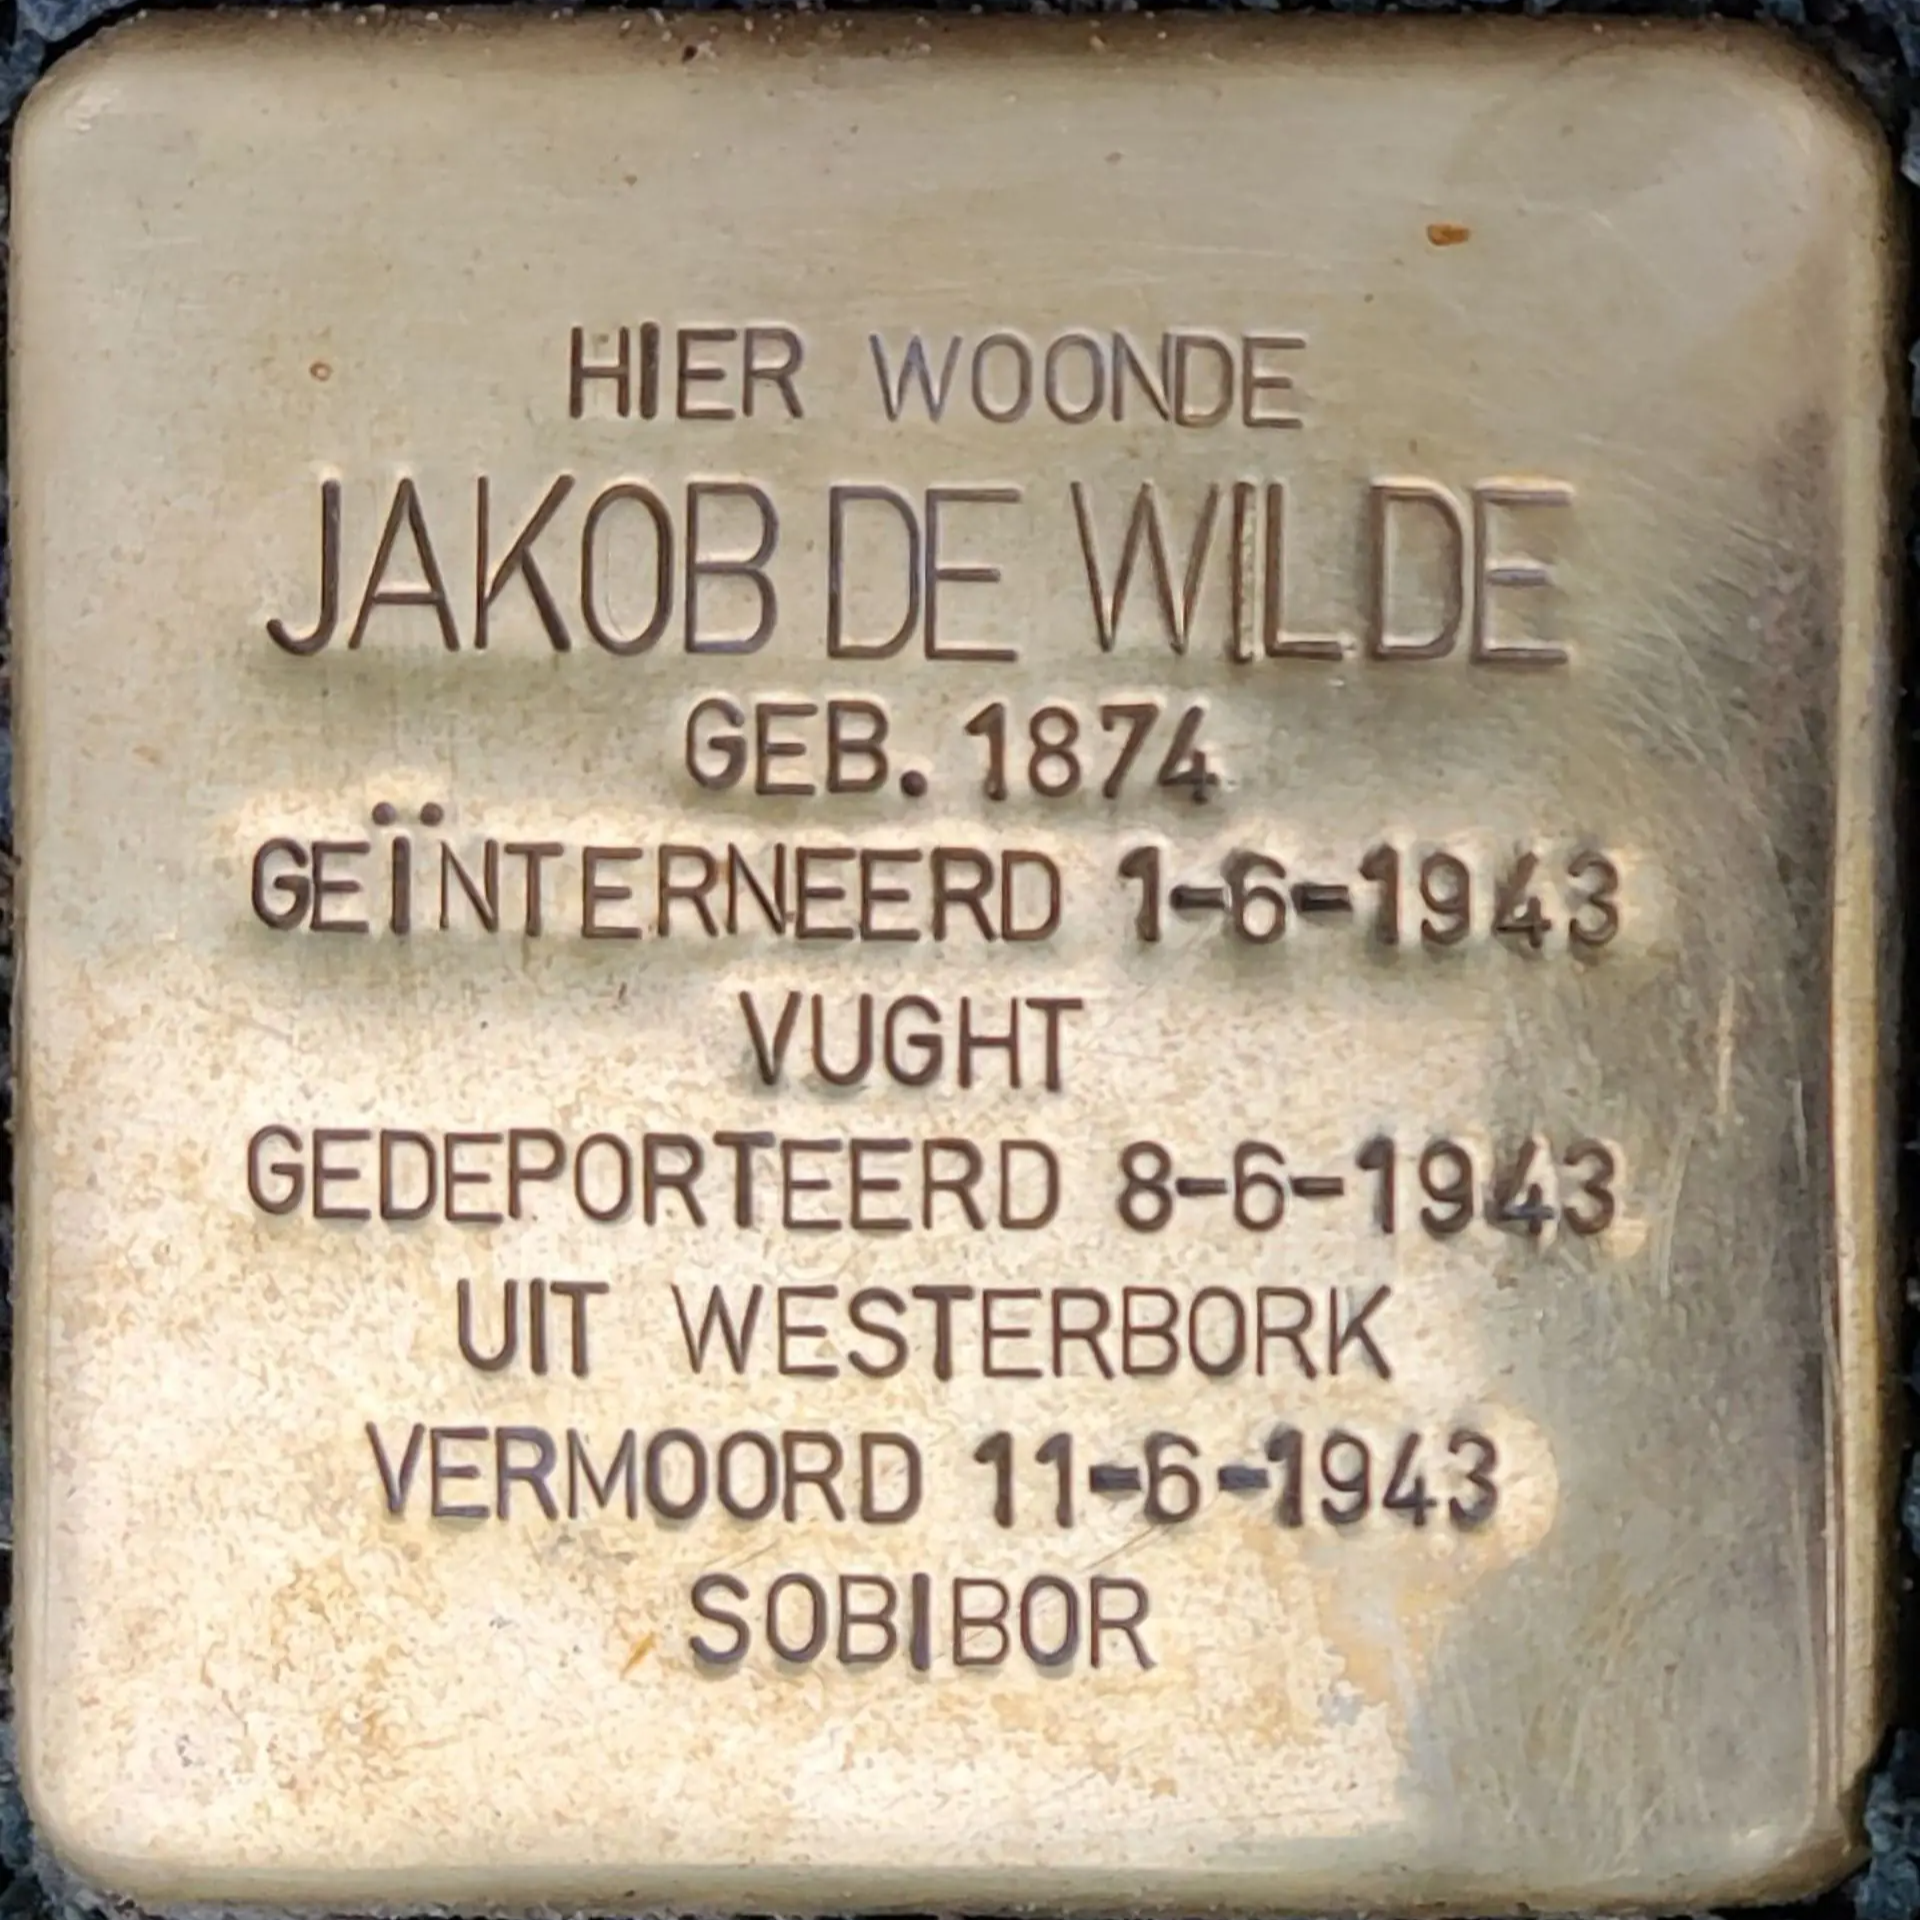 HIER WOONDE
JAKOB DE WILDE
GEB. 1874
GEÏNTERNEERD 1-6-1943
VUGHT
GEDEPORTEERD 8-6-1943
UIT WESTERBORK
VERMOORD 11-6-1943
SOBIBOR